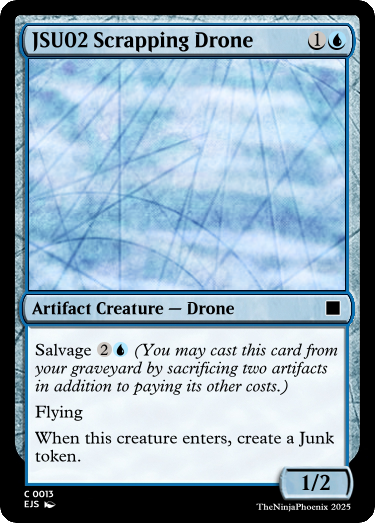 JSU02 Scrapping Drone 1
Artifact Creature — Drone
Salvage 2 (You may cast this card from
your graveyard by sacrificing two artifacts
in addition to paying its other costs.)
Flying
When this creature enters, create a Junk
token.
1/2
C 0013
EJS
TheNinjaPhoenix 2025